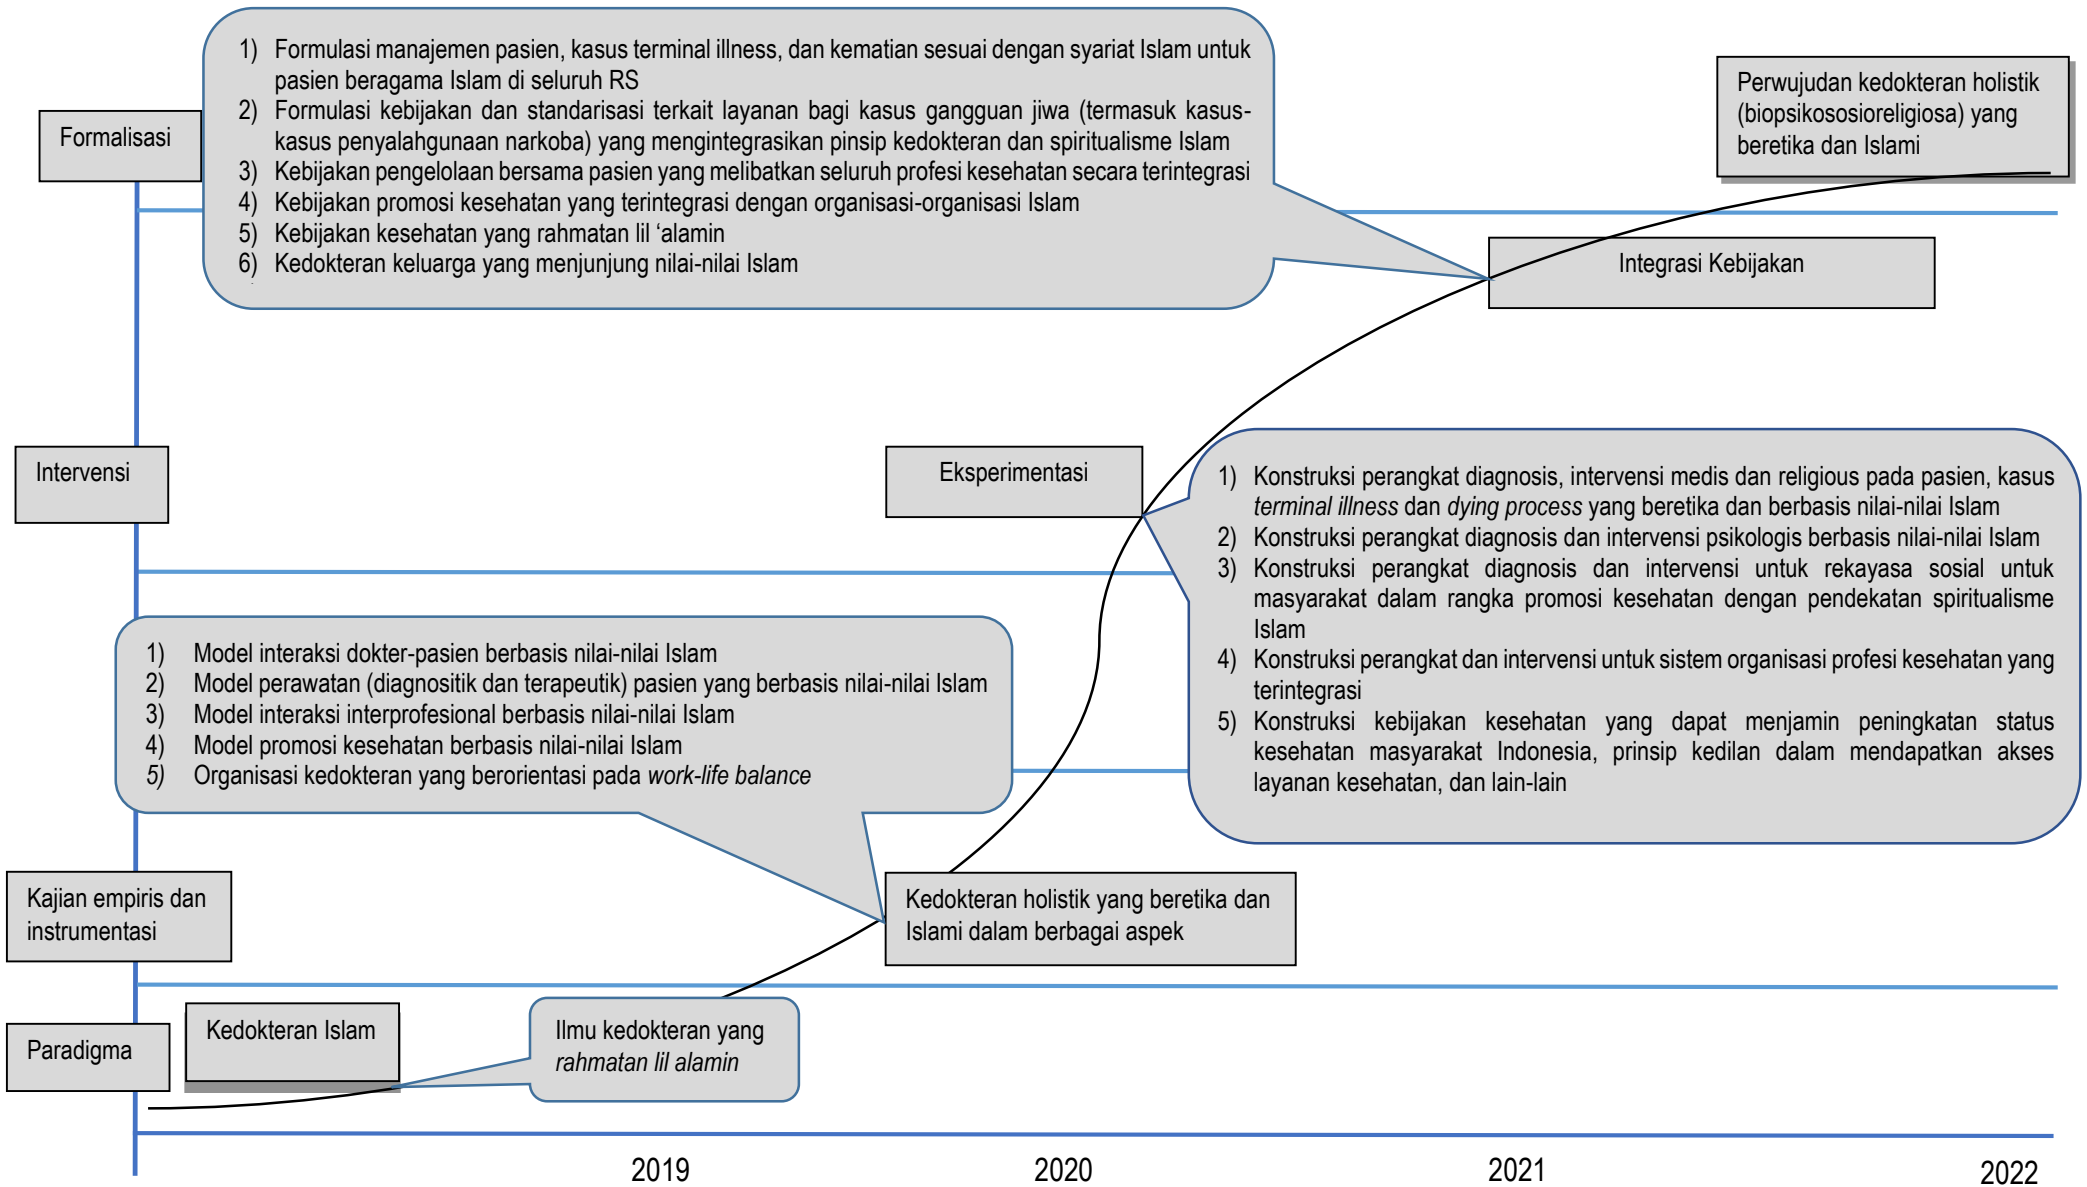 1) Formulasi manajemen pasien, kasus terminal illness, dan kematian sesuai dengan syariat Islam untuk
pasien beragama Islam di seluruh RS
2) Formulasi kebijakan dan standarisasi terkait layanan bagi kasus gangguan jiwa (termasuk kasus-
kasus penyalahgunaan narkoba) yang mengintegrasikan pinsip kedokteran dan spiritualisme Islam
3) Kebijakan pengelolaan bersama pasien yang melibatkan seluruh profesi kesehatan secara terintegrasi
4) Kebijakan promosi kesehatan yang terintegrasi dengan organisasi-organisasi Islam
5) Kebijakan kesehatan yang rahmatan lil ‘alamin
6) Kedokteran keluarga yang menjunjung nilai-nilai Islam
Perwujudan kedokteran holistik
(biopsikososioreligiosa) yang
beretika dan Islami
Formalisasi
Integrasi Kebijakan
Intervensi
Eksperimentasi
1) Konstruksi perangkat diagnosis, intervensi medis dan religious pada pasien, kasus
terminal illness dan dying process yang beretika dan berbasis nilai-nilai Islam
2) Konstruksi perangkat diagnosis dan intervensi psikologis berbasis nilai-nilai Islam
3) Konstruksi perangkat diagnosis dan intervensi untuk rekayasa sosial untuk
masyarakat dalam rangka promosi kesehatan dengan pendekatan spiritualisme
Islam
4) Konstruksi perangkat dan intervensi untuk sistem organisasi profesi kesehatan yang
terintegrasi
5) Konstruksi kebijakan kesehatan yang dapat menjamin peningkatan status
kesehatan masyarakat Indonesia, prinsip kedilan dalam mendapatkan akses
layanan kesehatan, dan lain-lain
1) Model interaksi dokter-pasien berbasis nilai-nilai Islam
2) Model perawatan (diagnositik dan terapeutik) pasien yang berbasis nilai-nilai Islam
3) Model interaksi interprofesional berbasis nilai-nilai Islam
4) Model promosi kesehatan berbasis nilai-nilai Islam
5) Organisasi kedokteran yang berorientasi pada work-life balance
Kajian empiris dan
instrumentasi
Kedokteran holistik yang beretika dan
Islami dalam berbagai aspek
Paradigma
Kedokteran Islam
Ilmu kedokteran yang
rahmatan lil alamin
2019
2020
2021
2022